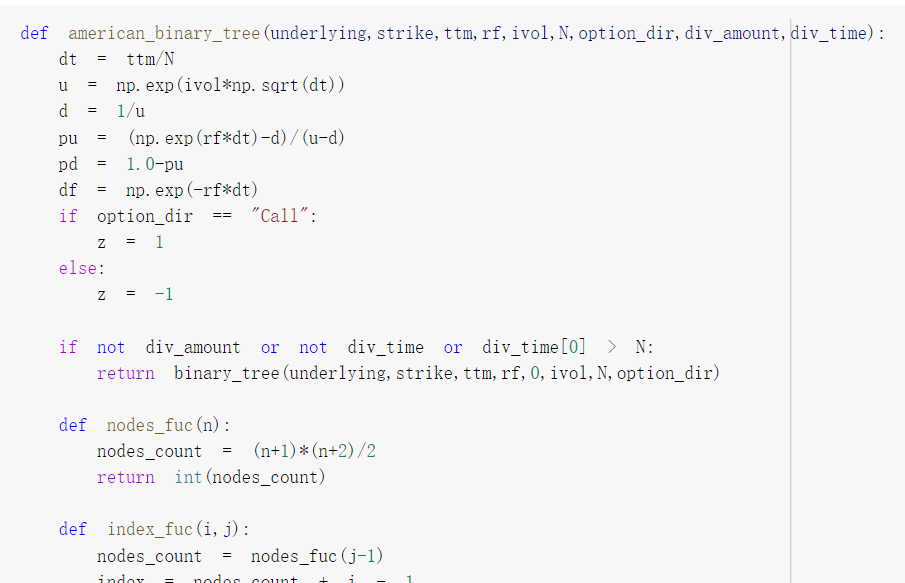 def american_binary_tree(underlying,strike,ttm,rf,ivol,N,option_dir,div_amount,div_time):
    dt = ttm/N
    u = np.exp(ivol*np.sqrt(dt))
    d = 1/u
    pu = (np.exp(rf*dt)-d)/(u-d)
    pd = 1.0-pu
    df = np.exp(-rf*dt)
    if option_dir == "Call":
        z = 1
    else:
        z = -1

    if not div_amount or not div_time or div_time[0] > N:
        return binary_tree(underlying,strike,ttm,rf,0,ivol,N,option_dir)

    def nodes_fuc(n):
        nodes_count = (n+1)*(n+2)/2
        return int(nodes_count)

    def index_fuc(i,j):
        nodes_count = nodes_fuc(j-1)
        index = nodes_count + i - 1